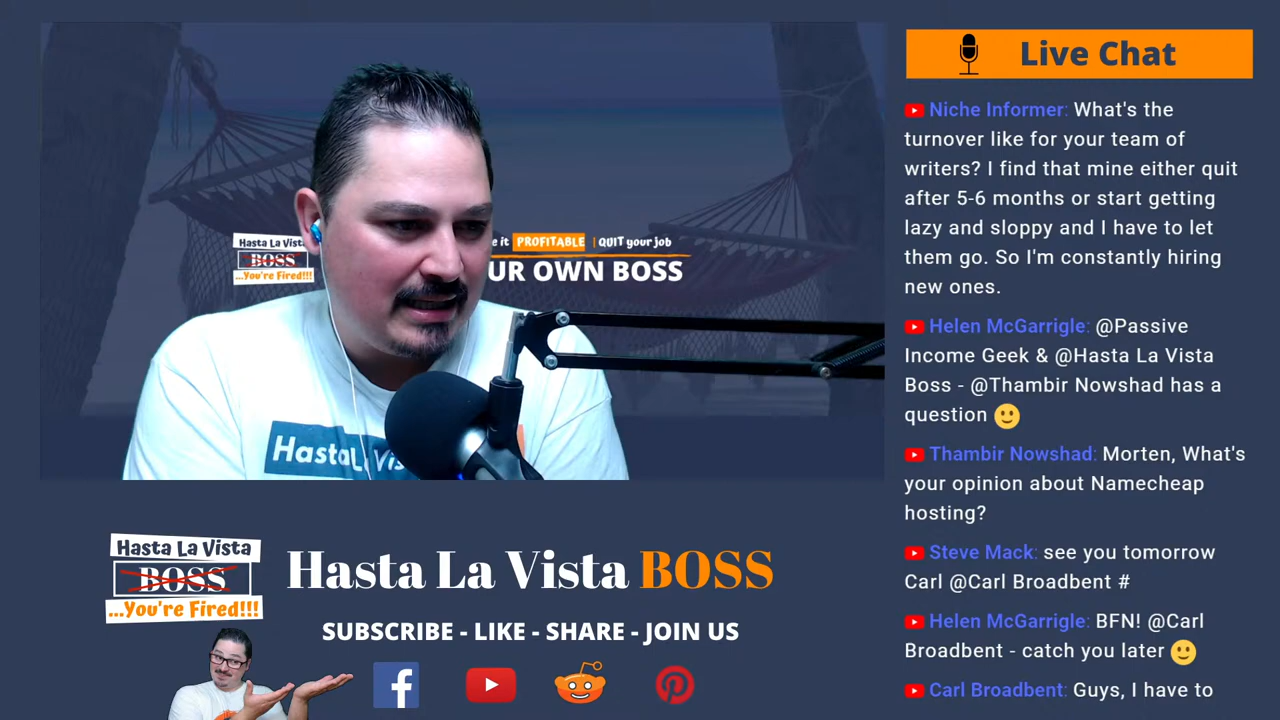 Live Chat
Niche Informer: What's the
turnover like for your team of
writers? I find that mine either quit
after 5-6 months or start getting
lazy and sloppy and I have to let
them go. So I'm constantly hiring
new ones.
Helen McGarrigle: @Passive
Income Geek & @Hasta La Vista
Boss - @Thambir Nowshad has a
question 🙂
Thambir Nowshad: Morten, What's
your opinion about Namecheap
hosting?
Steve Mack: see you tomorrow
Carl @Carl Broadbent #
Helen McGarrigle: BFN! @Carl
Broadbent - catch you later 🙂
Carl Broadbent: Guys, I have to
Hasta La Vista
BOSS
...You're Fired!!!
it PROFITABLE | QUIT your job
OWN BOSS
Hasta
Hasta La Vista
BOSS
...You're Fired!!!
Hasta La Vista BOSS
SUBSCRIBE - LIKE - SHARE - JOIN US